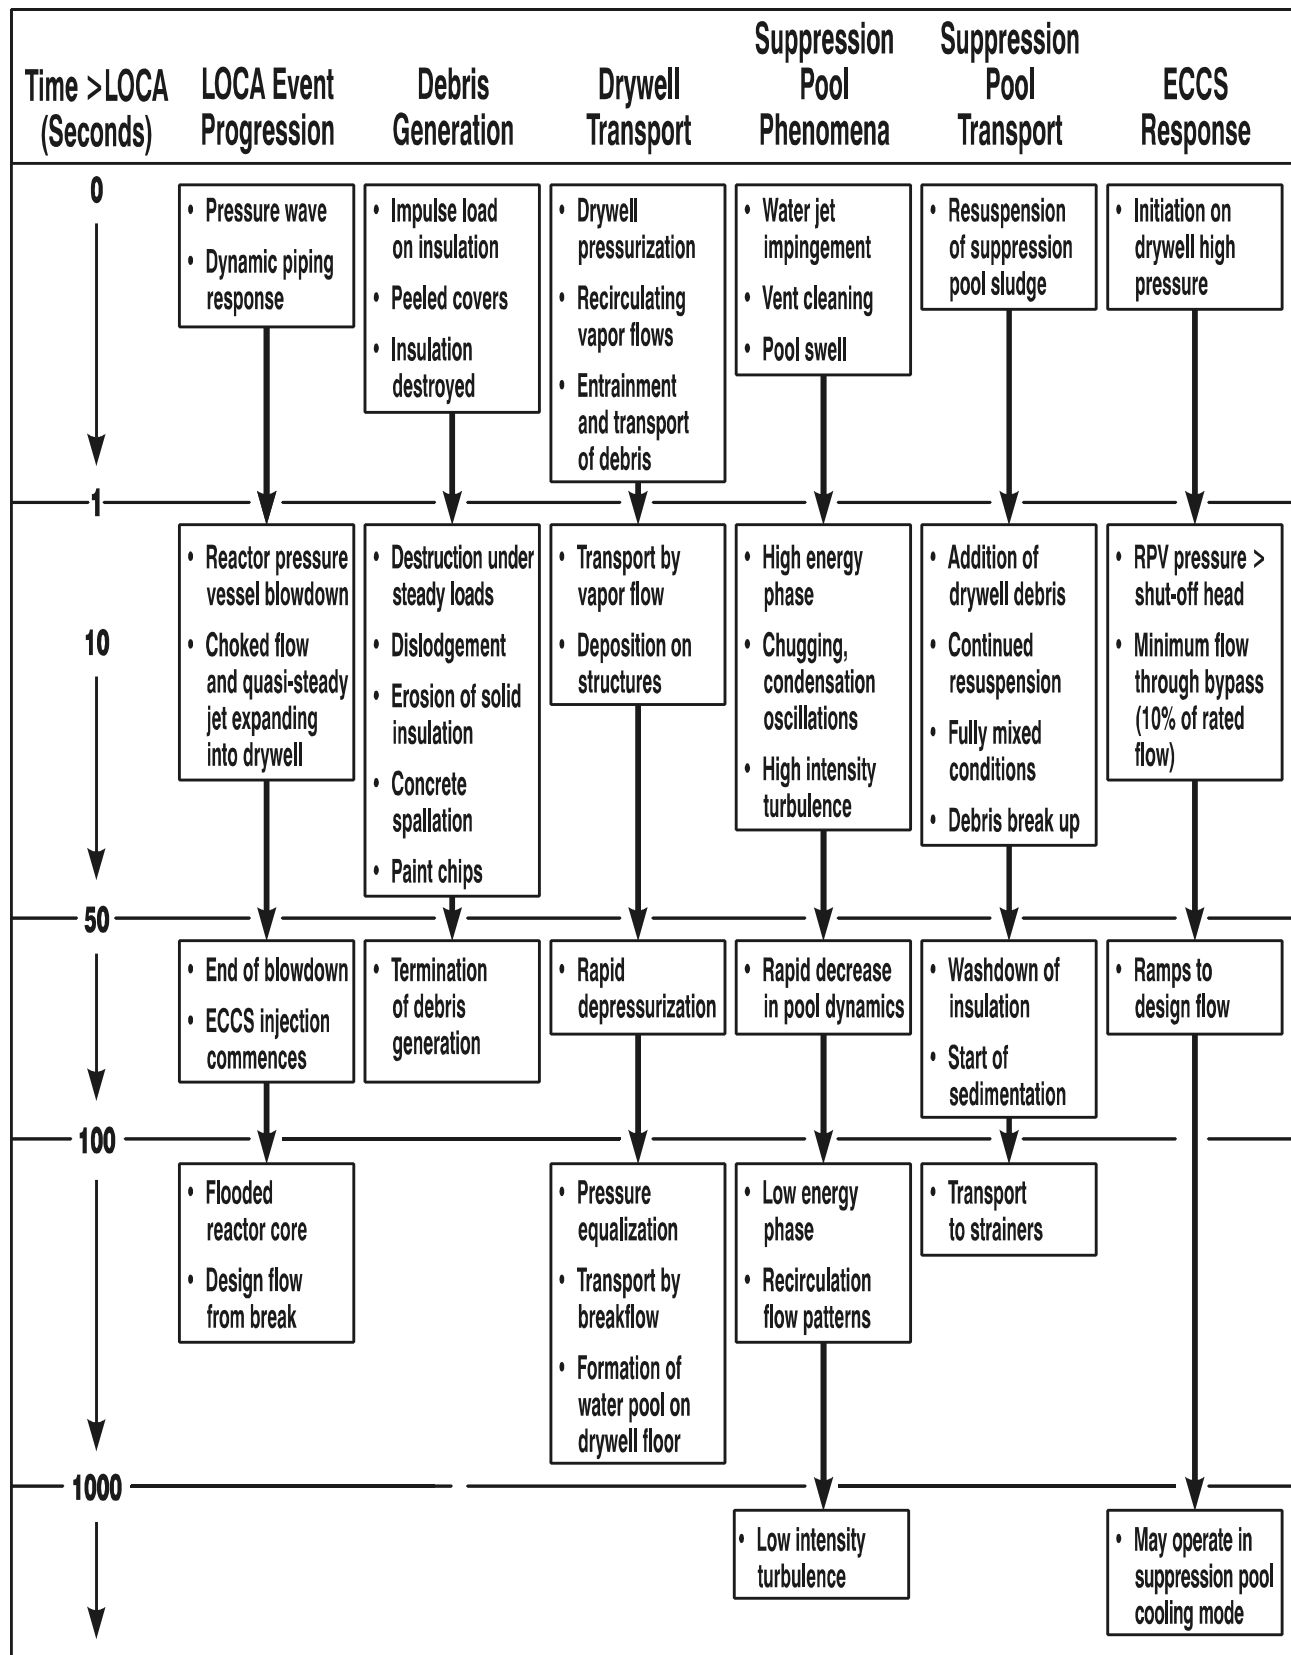 Time >LOCA
(Seconds)
LOCA Event
Progression
Debris
Generation
Drywell
Transport
Suppression
Pool
Phenomena
Suppression
Pool
Transport
ECCS
Response
0
• Pressure wave
• Dynamic piping
response
• Impulse load
on insulation
• Peeled covers
• Insulation
destroyed
• Drywell
pressurization
• Recirculating
vapor flows
• Entrainment
and transport
of debris
• Water jet
impingement
• Vent cleaning
• Pool swell
• Resuspension
of suppression
pool sludge
• Initiation on
drywell high
pressure
1
10
• Reactor pressure
vessel blowdown
• Choked flow
and quasi-steady
jet expanding
into drywell
• Destruction under
steady loads
• Dislodgement
• Erosion of solid
insulation
• Concrete
spallation
• Paint chips
• Transport by
vapor flow
• Deposition on
structures
• High energy
phase
• Chugging,
condensation
oscillations
• High intensity
turbulence
• Addition of
drywell debris
• Continued
resuspension
• Fully mixed
conditions
• Debris break up
• RPV pressure >
shut-off head
• Minimum flow
through bypass
(10% of rated
flow)
50
• End of blowdown
• ECCS injection
commences
• Termination
of debris
generation
• Rapid
depressurization
• Rapid decrease
in pool dynamics
• Washdown of
insulation
• Start of
sedimentation
• Ramps to
design flow
100
• Flooded
reactor core
• Design flow
from break
• Pressure
equalization
• Transport by
breakflow
• Formation of
water pool on
drywell floor
• Low energy
phase
• Recirculation
flow patterns
• Transport
to strainers
1000
• Low intensity
turbulence
• May operate in
suppression pool
cooling mode